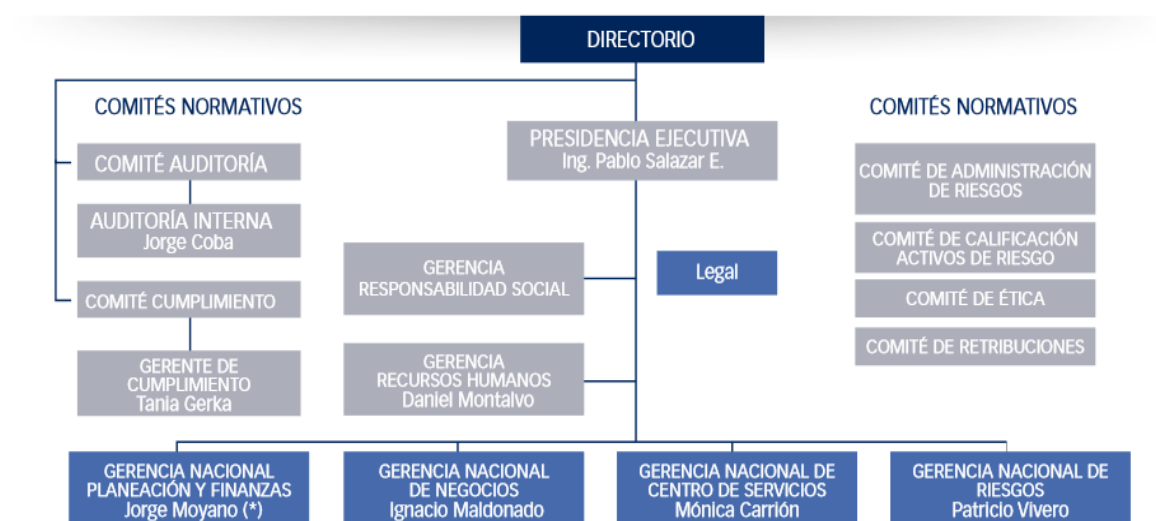 DIRECTORIO
COMITÉS NORMATIVOS
COMITÉ AUDITORÍA
AUDITORÍA INTERNA
Jorge Coba
COMITÉ CUMPLIMIENTO
GERENTE DE
CUMPLIMIENTO
Tania Gerka
PRESIDENCIA EJECUTIVA
Ing. Pablo Salazar E.
GERENCIA
RESPONSABILIDAD SOCIAL
Legal
GERENCIA
RECURSOS HUMANOS
Daniel Montalvo
COMITÉS NORMATIVOS
COMITÉ DE ADMINISTRACIÓN
DE RIESGOS
COMITÉ DE CALIFICACIÓN
ACTIVOS DE RIESGO
COMITÉ DE ÉTICA
COMITÉ DE RETRIBUCIONES
GERENCIA NACIONAL
PLANEACIÓN Y FINANZAS
Jorge Moyano (*)
GERENCIA NACIONAL
DE NEGOCIOS
Ignacio Maldonado
GERENCIA NACIONAL DE
CENTRO DE SERVICIOS
Mónica Carrión
GERENCIA NACIONAL DE
RIESGOS
Patricio Vivero